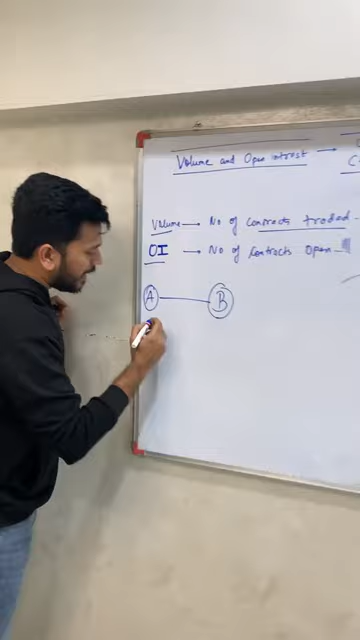 Volume and Open interest →
Volume → No of contracts traded -
OI → No of Contracts Open
A B